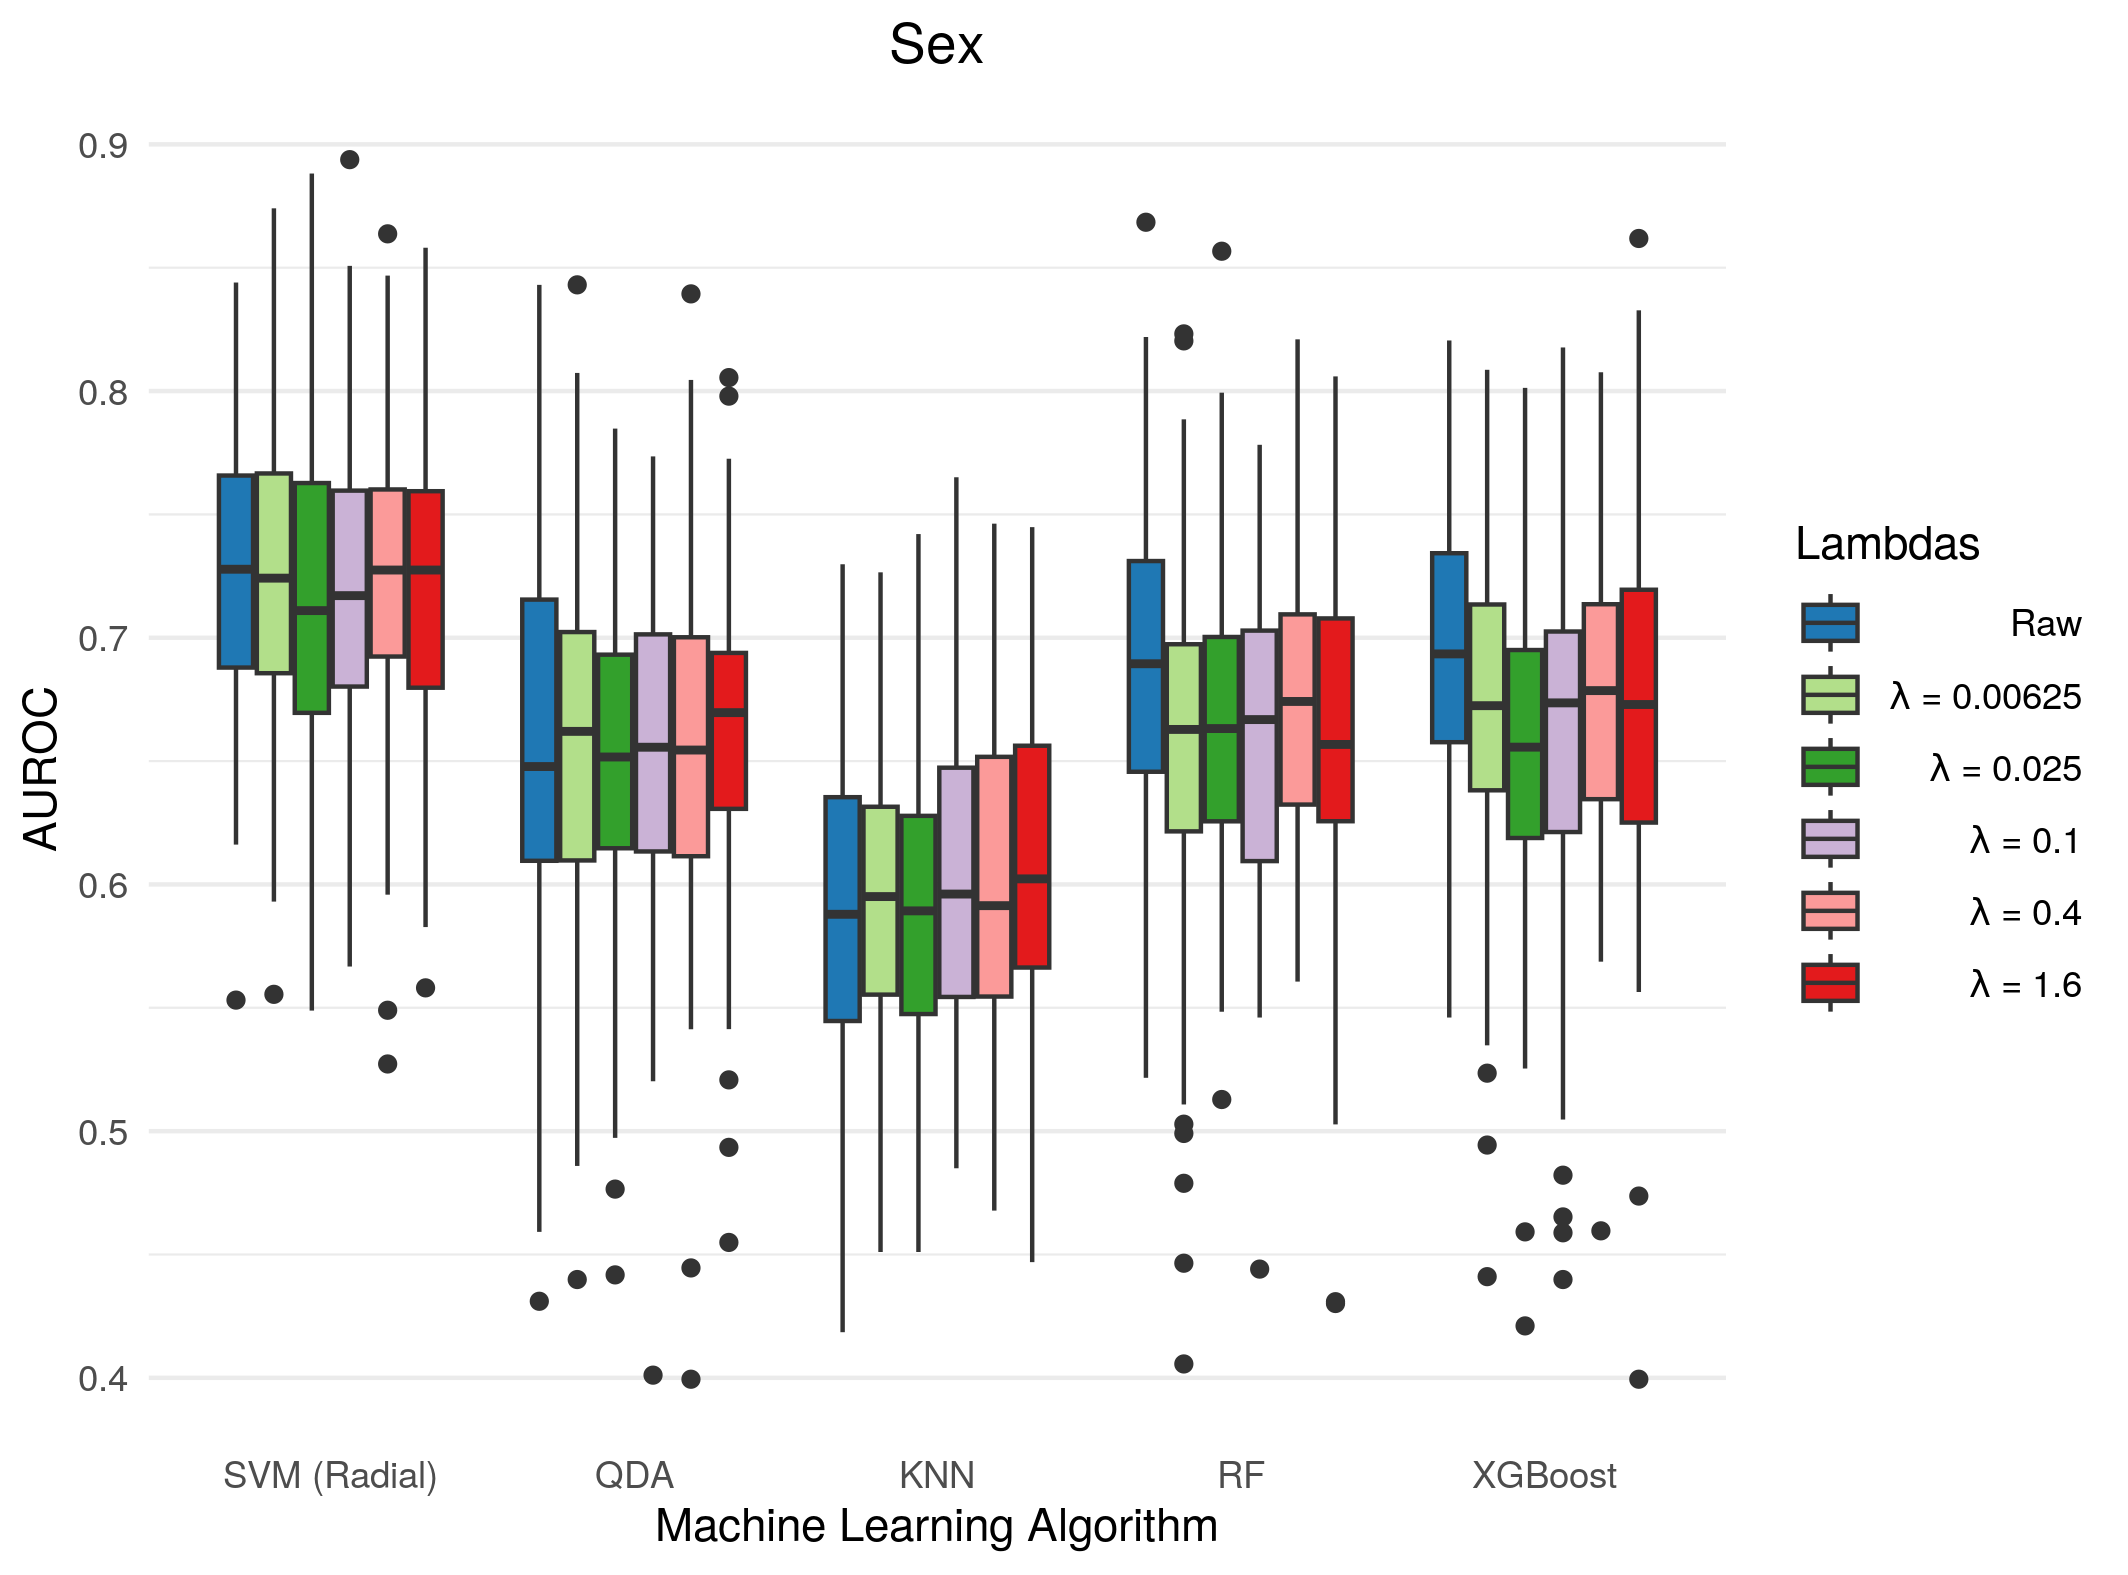 Sex
0.9
0.8
0.7
0.6
0.5
0.4
AUROC
SVM (Radial)
QDA
KNN
RF
XGBoost
Machine Learning Algorithm
Lambdas
Raw
λ = 0.00625
λ = 0.025
λ = 0.1
λ = 0.4
λ = 1.6